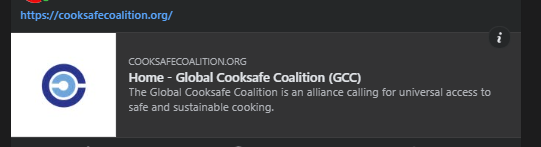 https://cooksafecoalition.org/
COOKSAFECOALITION.ORG
Home - Global Cooksafe Coalition (GCC)
The Global Cooksafe Coalition is an alliance calling for universal access to
safe and sustainable cooking.